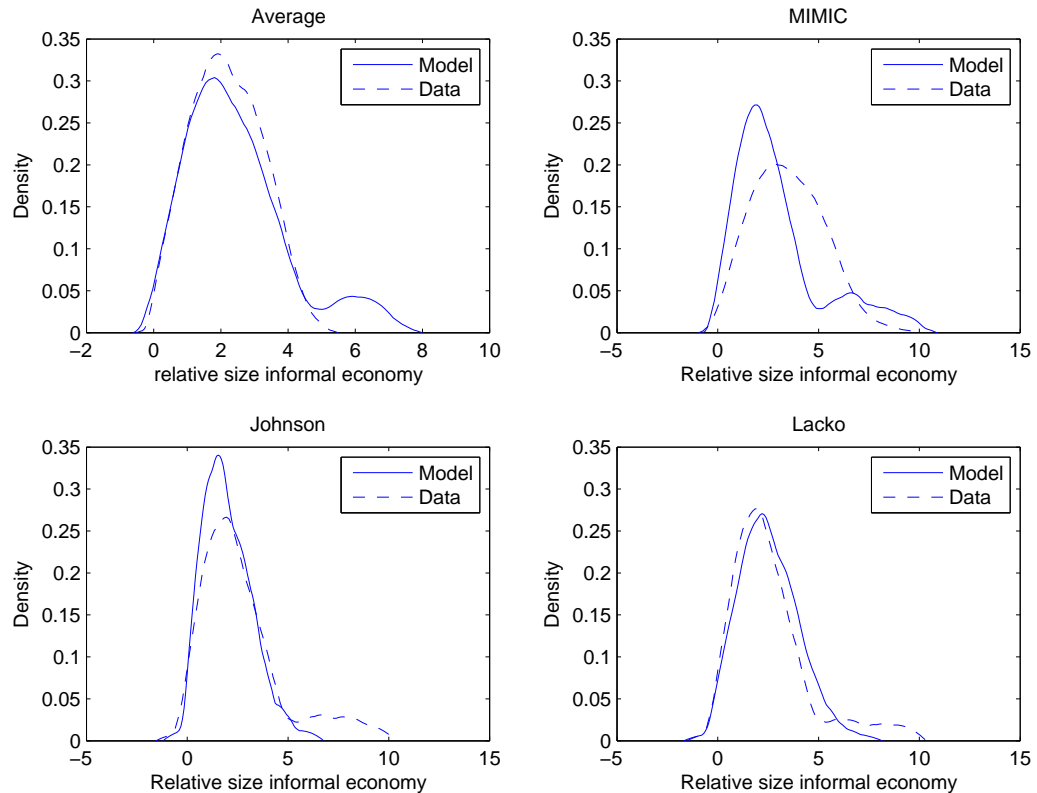 Average
0.35
0.3
0.25
0.2
0.15
0.1
0.05
0
Density
−2
0
2
4
6
8
10
relative size informal economy
Model
Data
MIMIC
0.35
0.3
0.25
0.2
0.15
0.1
0.05
0
Density
−5
0
5
10
15
Relative size informal economy
Model
Data
Johnson
0.35
0.3
0.25
0.2
0.15
0.1
0.05
0
Density
−5
0
5
10
15
Relative size informal economy
Model
Data
Lacko
0.35
0.3
0.25
0.2
0.15
0.1
0.05
0
Density
−5
0
5
10
15
Relative size informal economy
Model
Data